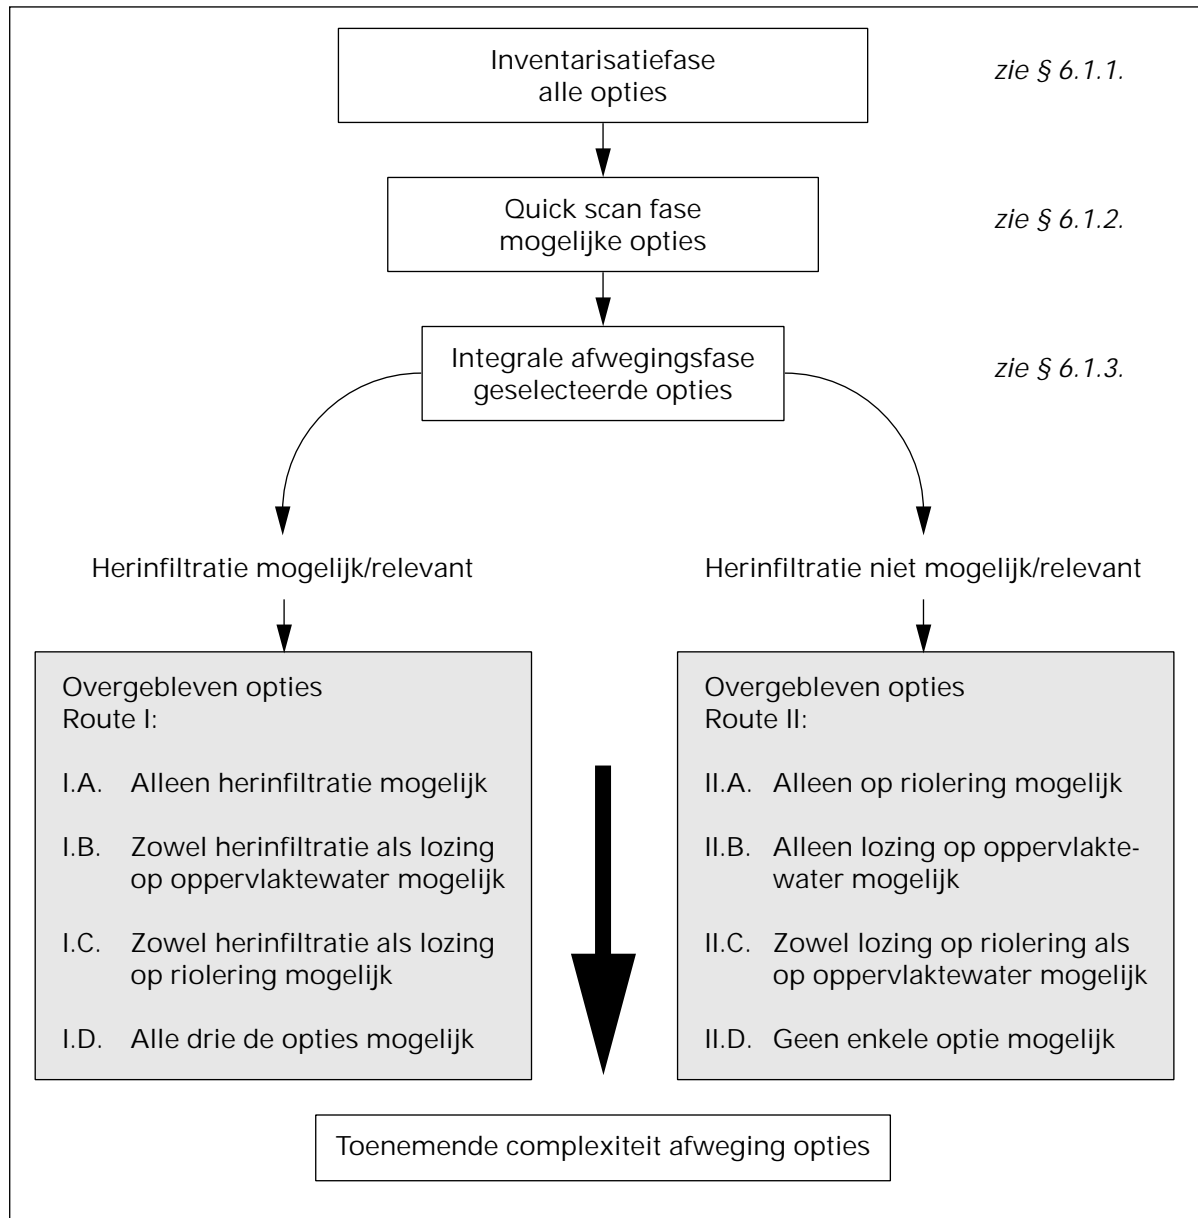 Inventarisatiefase
alle opties
zie § 6.1.1.
Quick scan fase
mogelijke opties
zie § 6.1.2.
Integrale afwegingsfase
geselecteerde opties
zie § 6.1.3.
Herinfiltratie mogelijk/relevant
Herinfiltratie niet mogelijk/relevant
Overgebleven opties
Route I:
I.A. Alleen herinfiltratie mogelijk
I.B. Zowel herinfiltratie als lozing
op oppervlaktewater mogelijk
I.C. Zowel herinfiltratie als lozing
op riolering mogelijk
I.D. Alle drie de opties mogelijk
Overgebleven opties
Route II:
II.A. Alleen op riolering mogelijk
II.B. Alleen lozing op oppervlakte-
water mogelijk
II.C. Zowel lozing op riolering als
op oppervlaktewater mogelijk
II.D. Geen enkele optie mogelijk
Toenemende complexiteit afweging opties